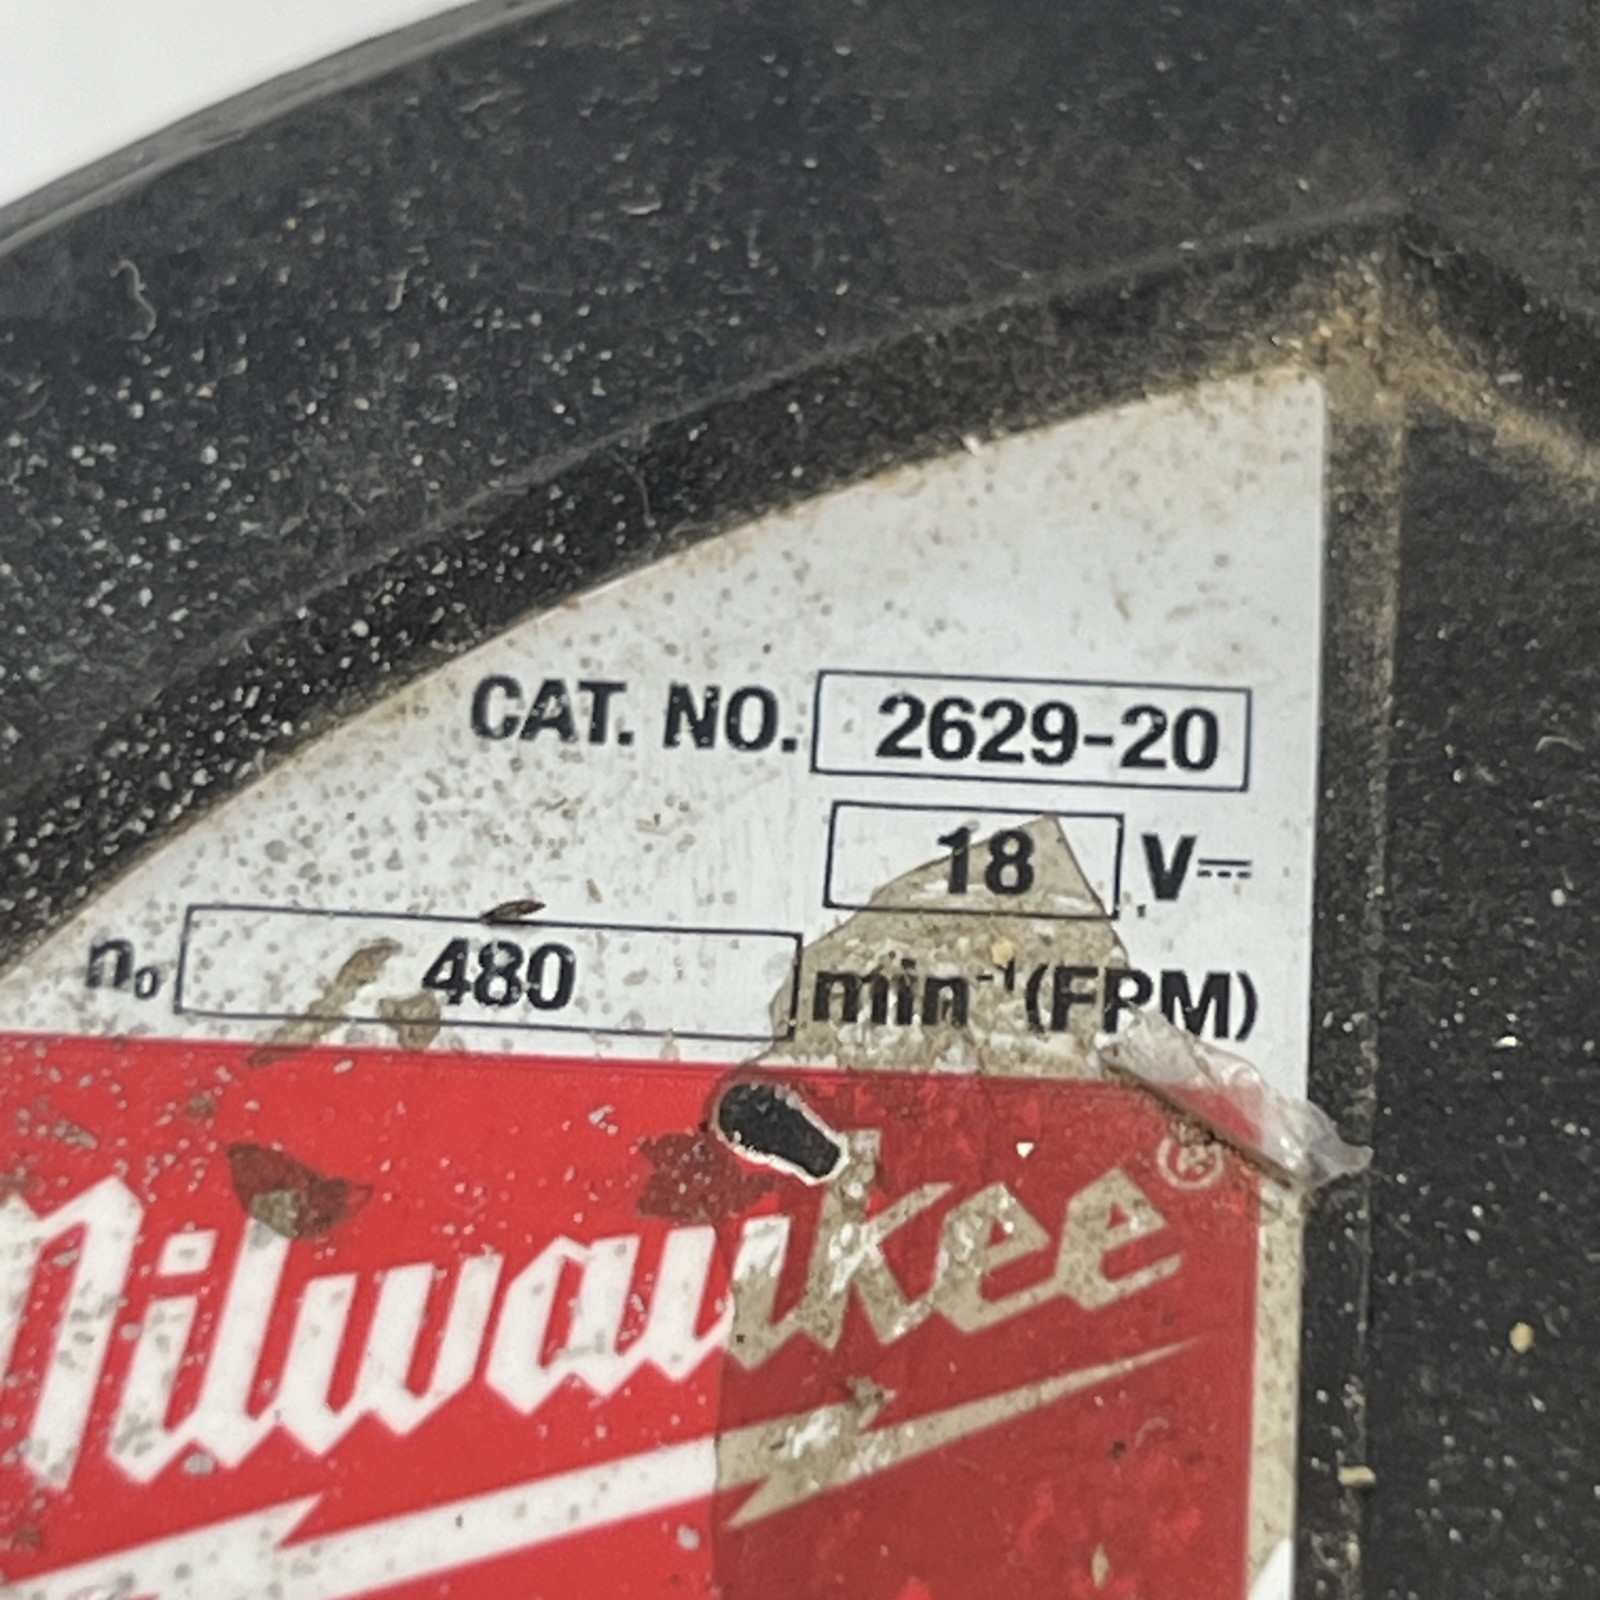 CAT. NO. 2629-20
18 V⎓
n₀ 480 min⁻¹(FPM)
Milwaukee®